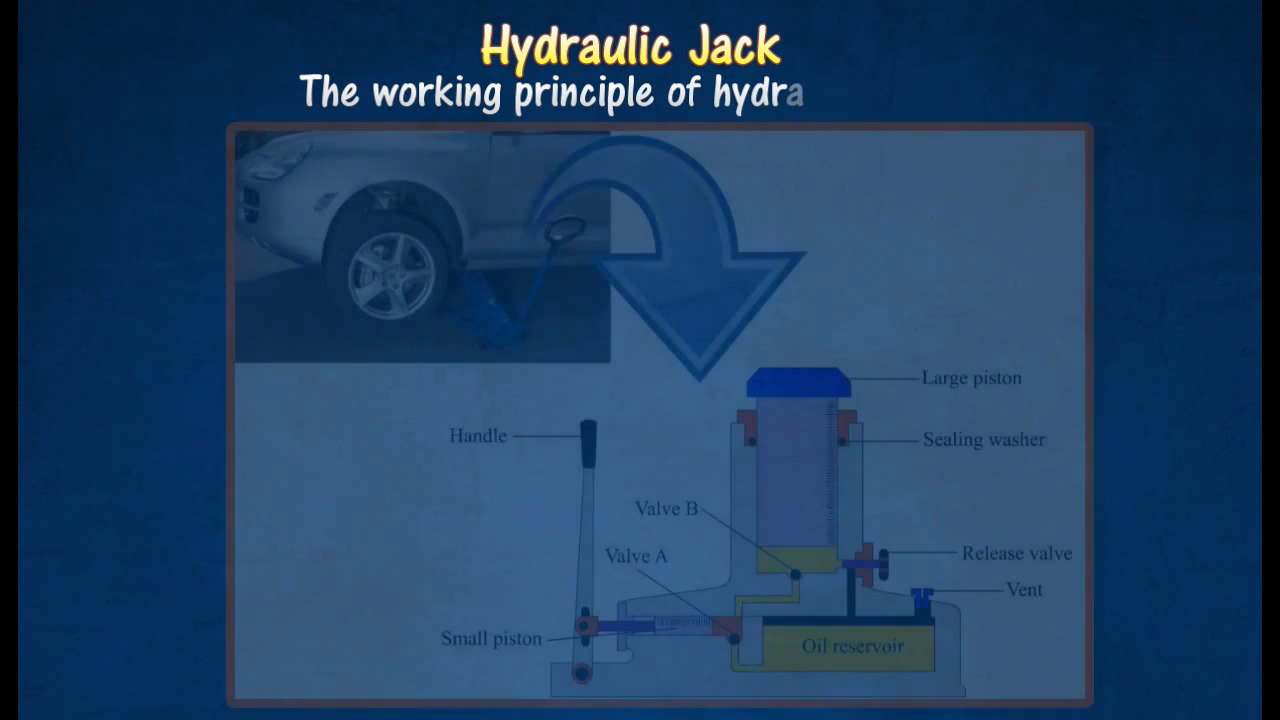 Hydraulic Jack
The working principle of hydra
Large piston
Handle
Sealing washer
Valve B
Valve A
Release valve
Vent
Small piston
Oil reservoir